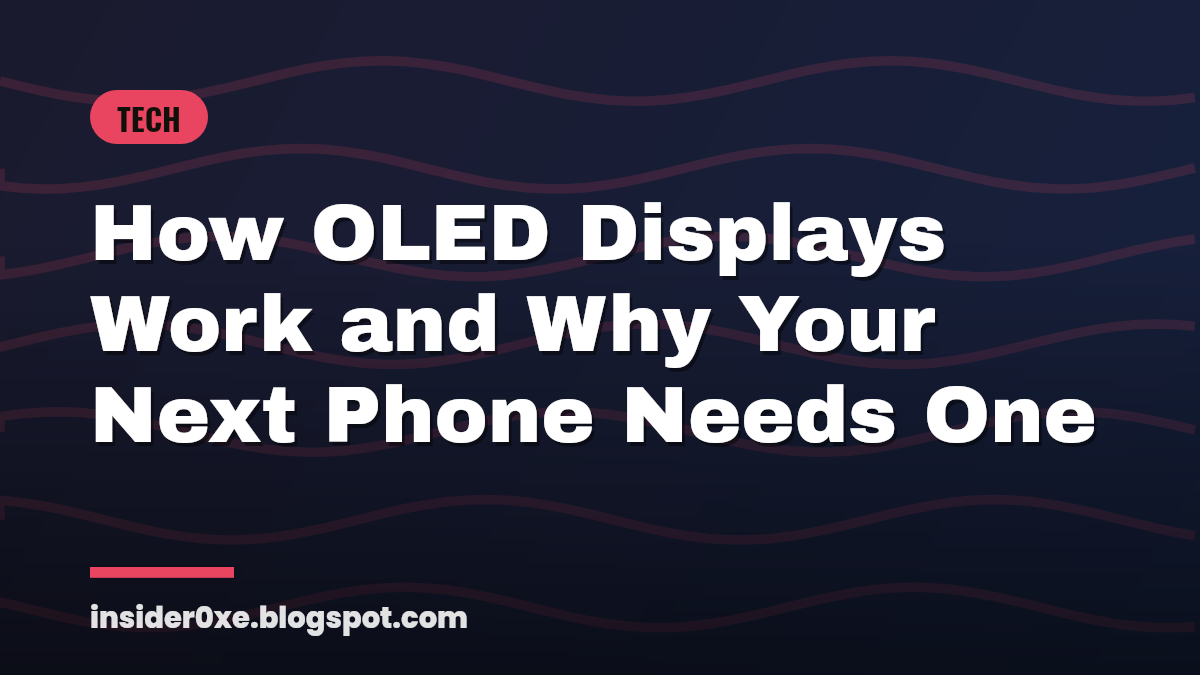 TECH
How OLED Displays
Work and Why Your
Next Phone Needs One
insider0xe.blogspot.com